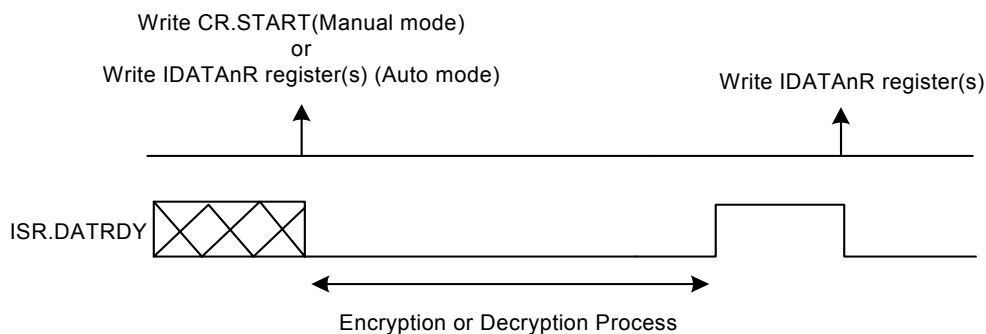 Write CR.START(Manual mode)
or
Write IDATAnR register(s) (Auto mode)
Write IDATAnR register(s)
ISR.DATRDY
Encryption or Decryption Process